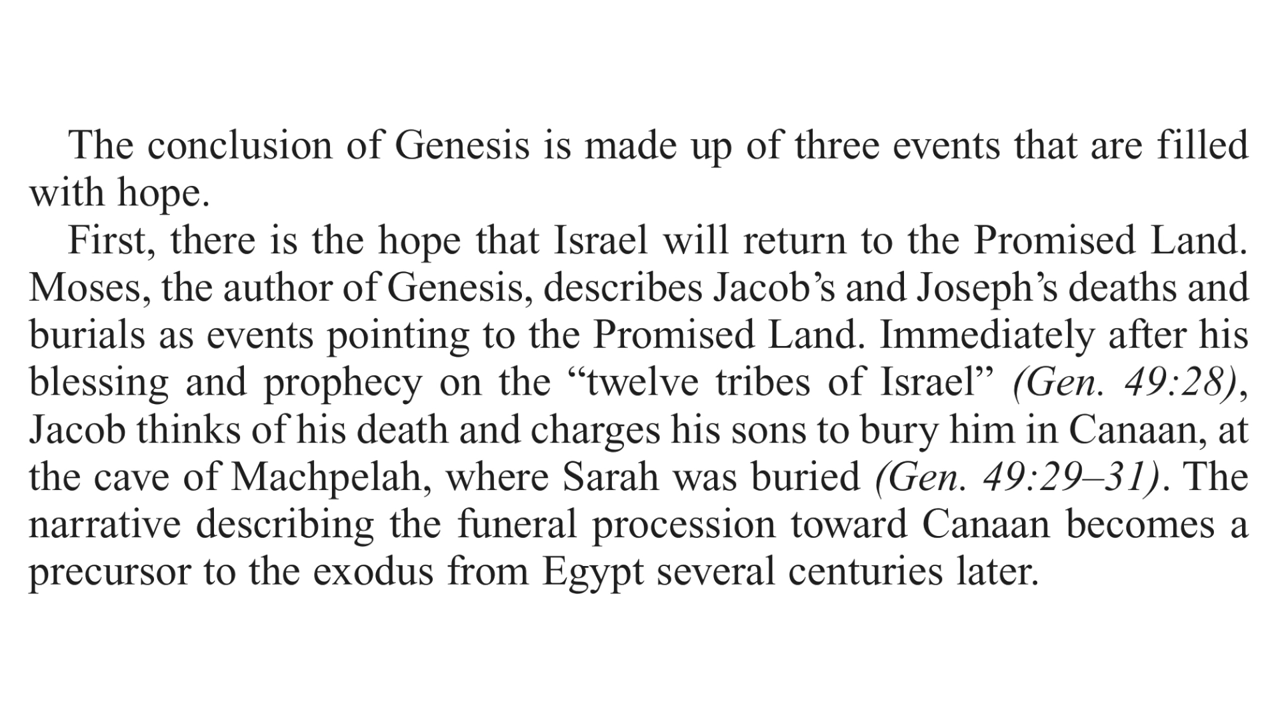 The conclusion of Genesis is made up of three events that are filled
with hope.
First, there is the hope that Israel will return to the Promised Land.
Moses, the author of Genesis, describes Jacob’s and Joseph’s deaths and
burials as events pointing to the Promised Land. Immediately after his
blessing and prophecy on the “twelve tribes of Israel” (Gen. 49:28),
Jacob thinks of his death and charges his sons to bury him in Canaan, at
the cave of Machpelah, where Sarah was buried (Gen. 49:29–31). The
narrative describing the funeral procession toward Canaan becomes a
precursor to the exodus from Egypt several centuries later.